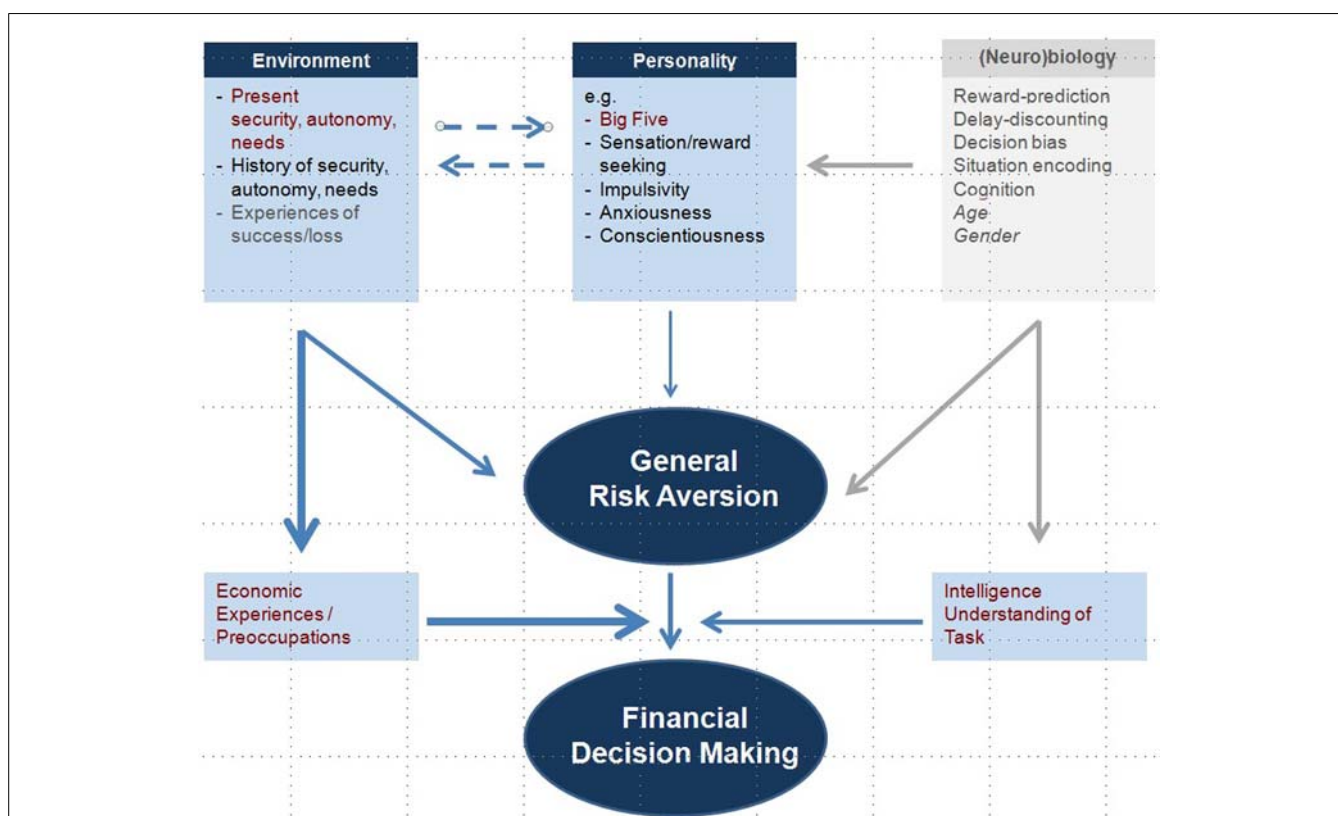 Environment
- Present
security, autonomy,
needs
- History of security,
autonomy, needs
- Experiences of
success/loss
Personality
e.g.
- Big Five
- Sensation/reward
seeking
- Impulsivity
- Anxiousness
- Conscientiousness
(Neuro)biology
Reward-prediction
Delay-discounting
Decision bias
Situation encoding
Cognition
Age
Gender
General
Risk Aversion
Economic
Experiences /
Preoccupations
Intelligence
Understanding of
Task
Financial
Decision Making